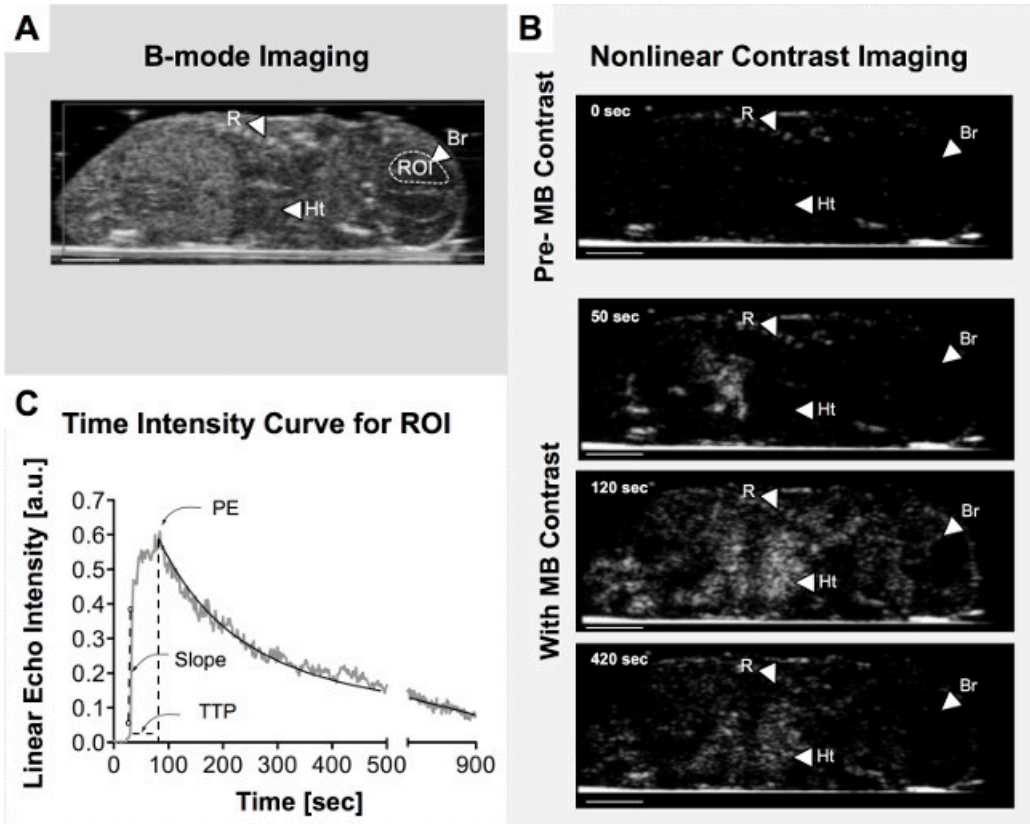 A
B-mode Imaging
R
Br
ROI
Ht
B
Nonlinear Contrast Imaging
Pre- MB Contrast
0 sec
R
Br
Ht
With MB Contrast
50 sec
R
Br
Ht
120 sec
R
Br
Ht
420 sec
R
Br
Ht
C
Time Intensity Curve for ROI
Linear Echo Intensity [a.u.]
0.7
0.6
0.5
0.4
0.3
0.2
0.1
0.0
PE
Slope
TTP
0 100 200 300 400 500 900
Time [sec]